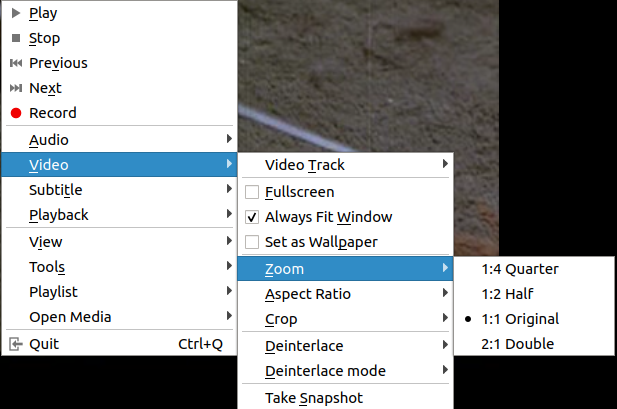 Play
Stop
Previous
Next
Record
Audio
Video
Subtitle
Playback
View
Tools
Playlist
Open Media
Quit Ctrl+Q
Video Track
Fullscreen
Always Fit Window
Set as Wallpaper
Zoom
Aspect Ratio
Crop
Deinterlace
Deinterlace mode
Take Snapshot
1:4 Quarter
1:2 Half
1:1 Original
2:1 Double